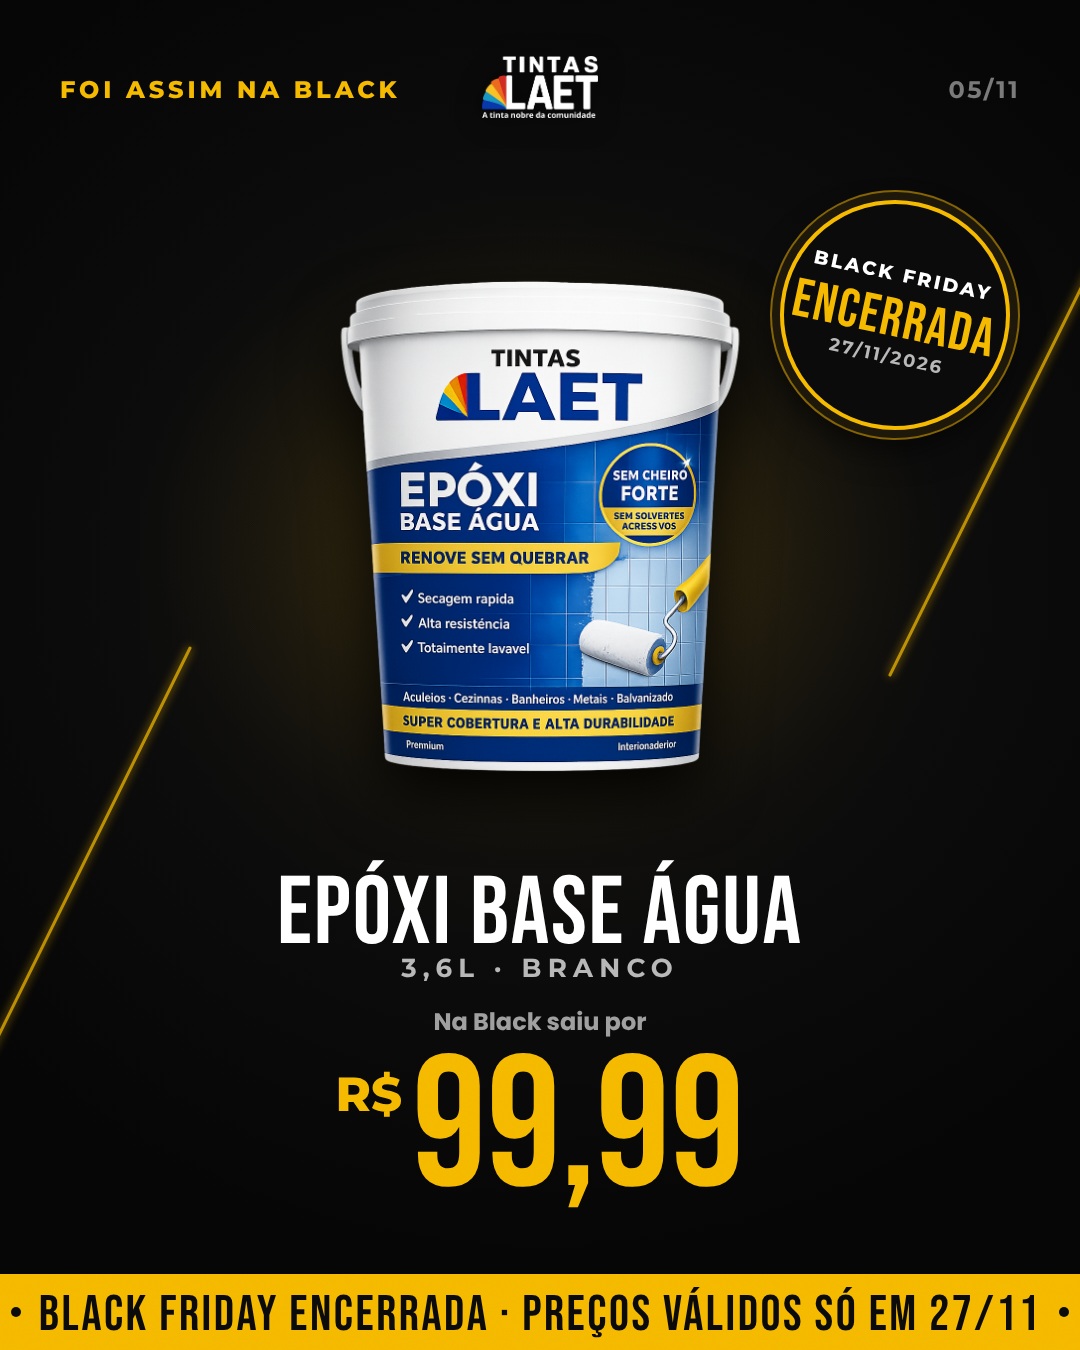 FOI ASSIM NA BLACK
TINTAS
LAET
A tinta nobre da comunidade
05/11
BLACK FRIDAY
ENCERRADA
27/11/2026
TINTAS
LAET
EPÓXI
BASE ÁGUA
SEM CHEIRO
FORTE
SEM SOLVERTES
ACRESS VOS
RENOVE SEM QUEBRAR
Secagem rapida
Alta resisténcia
Totaimente lavavel
Aculeios · Cezinnas · Banheiros · Metais · Balvanizado
SUPER COBERTURA E ALTA DURABILIDADE
Prennium
Interionaderior
EPÓXI BASE ÁGUA
3,6L · BRANCO
Na Black saiu por
R$ 99,99
• BLACK FRIDAY ENCERRADA · PREÇOS VÁLIDOS SÓ EM 27/11 •